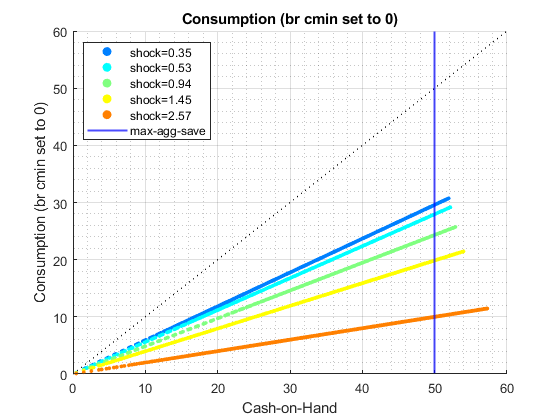 Consumption (br cmin set to 0)
60
50
40
30
20
10
0
Consumption (br cmin set to 0)
shock=0.35
shock=0.53
shock=0.94
shock=1.45
shock=2.57
max-agg-save
0 10 20 30 40 50 60
Cash-on-Hand